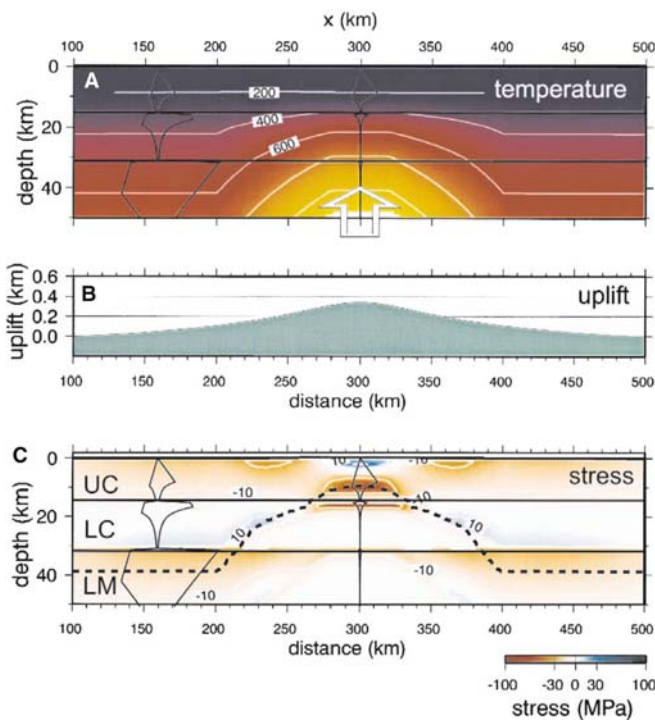 x (km)
100 150 200 250 300 350 400 450 500
A
temperature
200
400
600
0
20
40
depth (km)
B
uplift
0.6
0.4
0.2
0.0
uplift (km)
100 150 200 250 300 350 400 450 500
distance (km)
C
stress
10
-10
UC
-10
-10
LC
10
10
LM
-10
-10
0
20
40
depth (km)
100 150 200 250 300 350 400 450 500
distance (km)
-100 -30 0 30 100
stress (MPa)